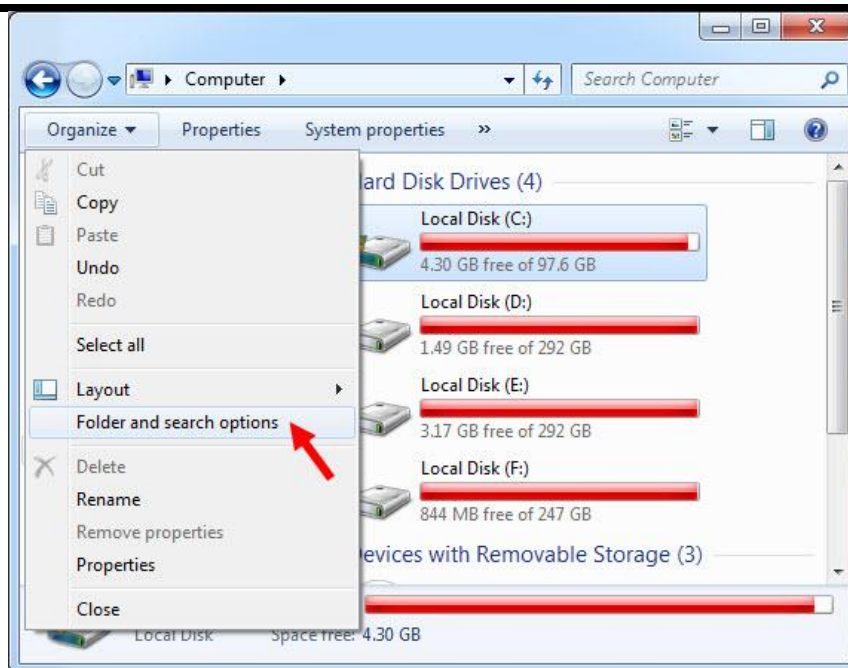 Computer
Search Computer
Organize
Properties
System properties
»
Cut
Copy
Paste
Undo
Redo
Select all
Layout
Folder and search options
Delete
Rename
Remove properties
Properties
Close
ard Disk Drives (4)
Local Disk (C:)
4.30 GB free of 97.6 GB
Local Disk (D:)
1.49 GB free of 292 GB
Local Disk (E:)
3.17 GB free of 292 GB
Local Disk (F:)
844 MB free of 247 GB
evices with Removable Storage (3)
Local Disk
Space free: 4.30 GB